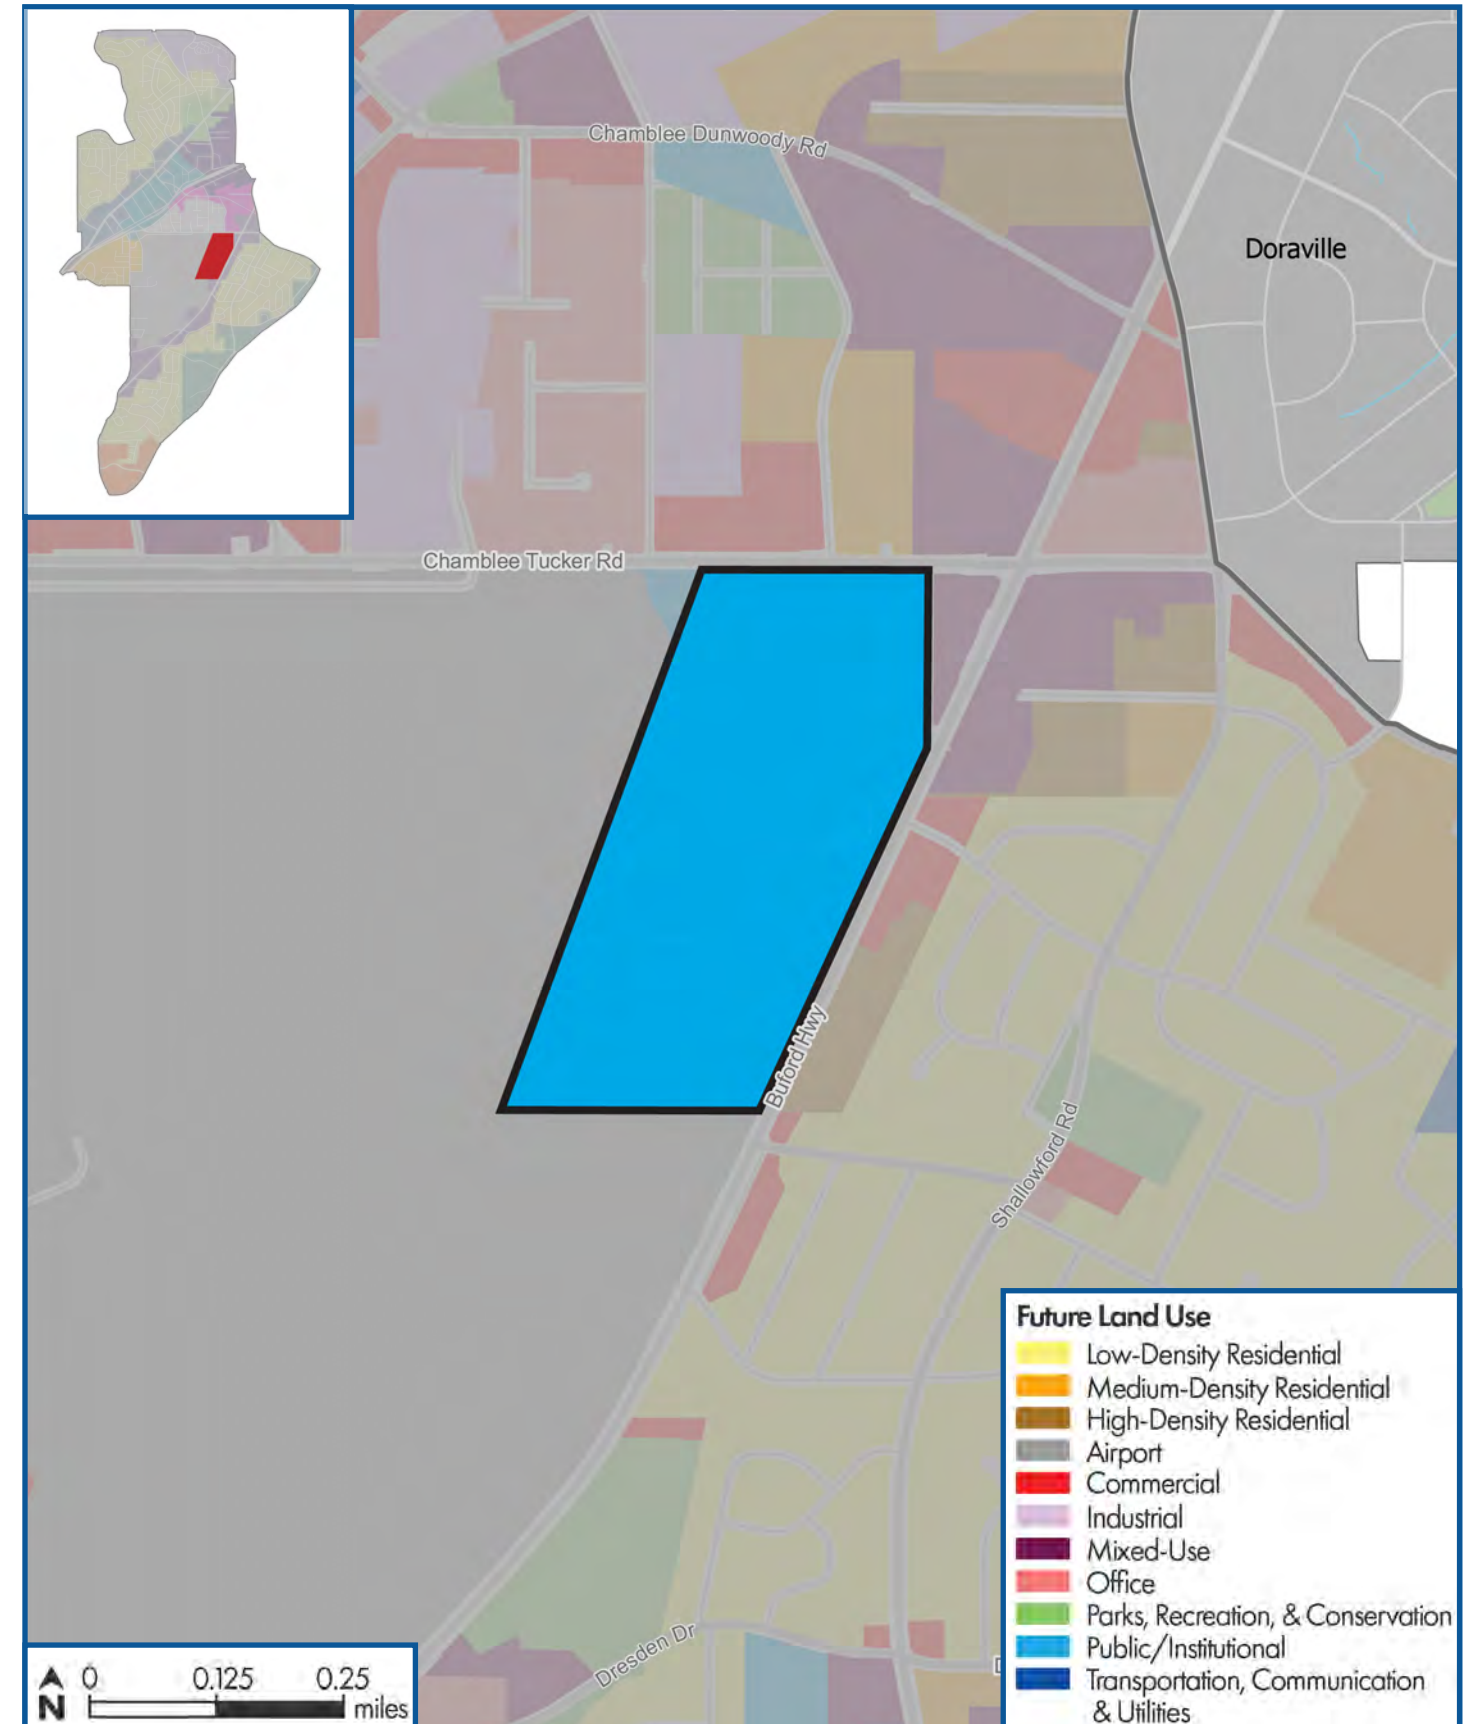 Chamblee Dunwoody Rd
Doraville
Chamblee Tucker Rd
Buford Hwy
Shallowford Rd
Dresden Dr
D
Future Land Use
Low-Density Residential
Medium-Density Residential
High-Density Residential
Airport
Commercial
Industrial
Mixed-Use
Office
Parks, Recreation, & Conservation
Public/Institutional
Transportation, Communication
& Utilities
N
0 0.125 0.25
miles